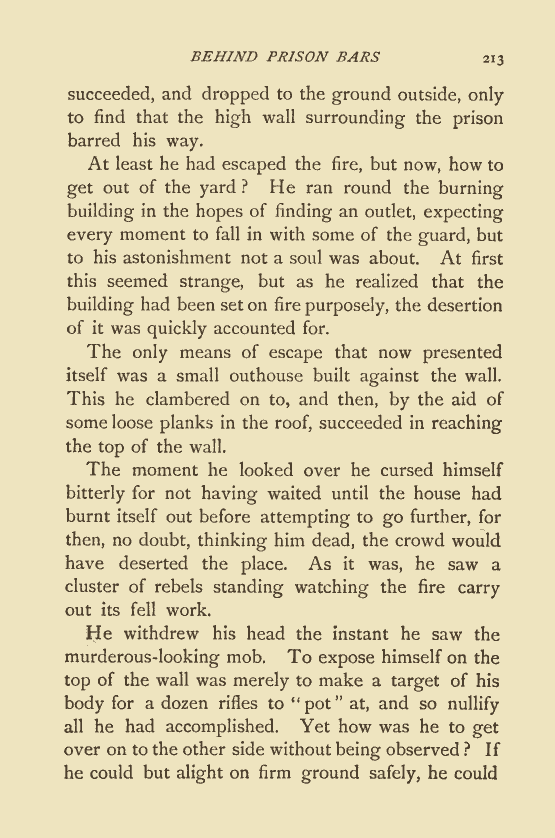 BEHIND PRISON BARS 213
succeeded, and dropped to the ground outside, only
to find that the high wall surrounding the prison
barred his way.
At least he had escaped the fire, but now, how to
get out of the yard? He ran round the burning
building in the hopes of finding an outlet, expecting
every moment to fall in with some of the guard, but
to his astonishment not a soul was about. At first
this seemed strange, but as he realized that the
building had been set on fire purposely, the desertion
of it was quickly accounted for.
The only means of escape that now presented
itself was a small outhouse built against the wall.
This he clambered on to, and then, by the aid of
some loose planks in the roof, succeeded in reaching
the top of the wall.
The moment he looked over he cursed himself
bitterly for not having waited until the house had
burnt itself out before attempting to go further, for
then, no doubt, thinking him dead, the crowd would
have deserted the place. As it was, he saw a
cluster of rebels standing watching the fire carry
out its fell work.
He withdrew his head the instant he saw the
murderous-looking mob. To expose himself on the
top of the wall was merely to make a target of his
body for a dozen rifles to "pot" at, and so nullify
all he had accomplished. Yet how was he to get
over on to the other side without being observed? If
he could but alight on firm ground safely, he could